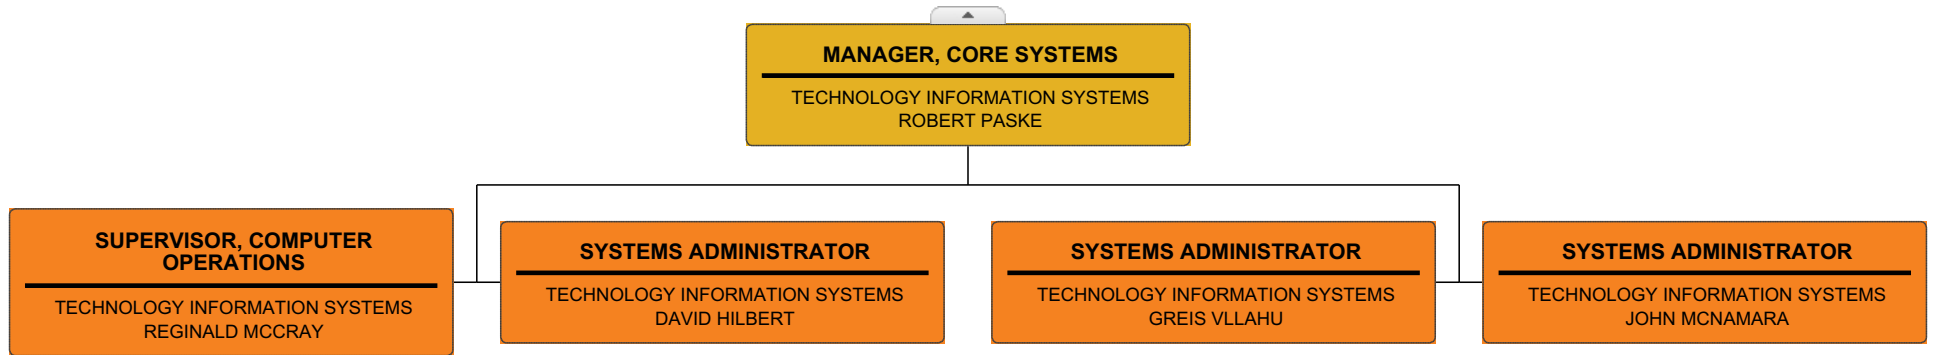 MANAGER, CORE SYSTEMS
TECHNOLOGY INFORMATION SYSTEMS
ROBERT PASKE
SUPERVISOR, COMPUTER
OPERATIONS
TECHNOLOGY INFORMATION SYSTEMS
REGINALD MCCRAY
SYSTEMS ADMINISTRATOR
TECHNOLOGY INFORMATION SYSTEMS
DAVID HILBERT
SYSTEMS ADMINISTRATOR
TECHNOLOGY INFORMATION SYSTEMS
GREIS VLLAHU
SYSTEMS ADMINISTRATOR
TECHNOLOGY INFORMATION SYSTEMS
JOHN MCNAMARA